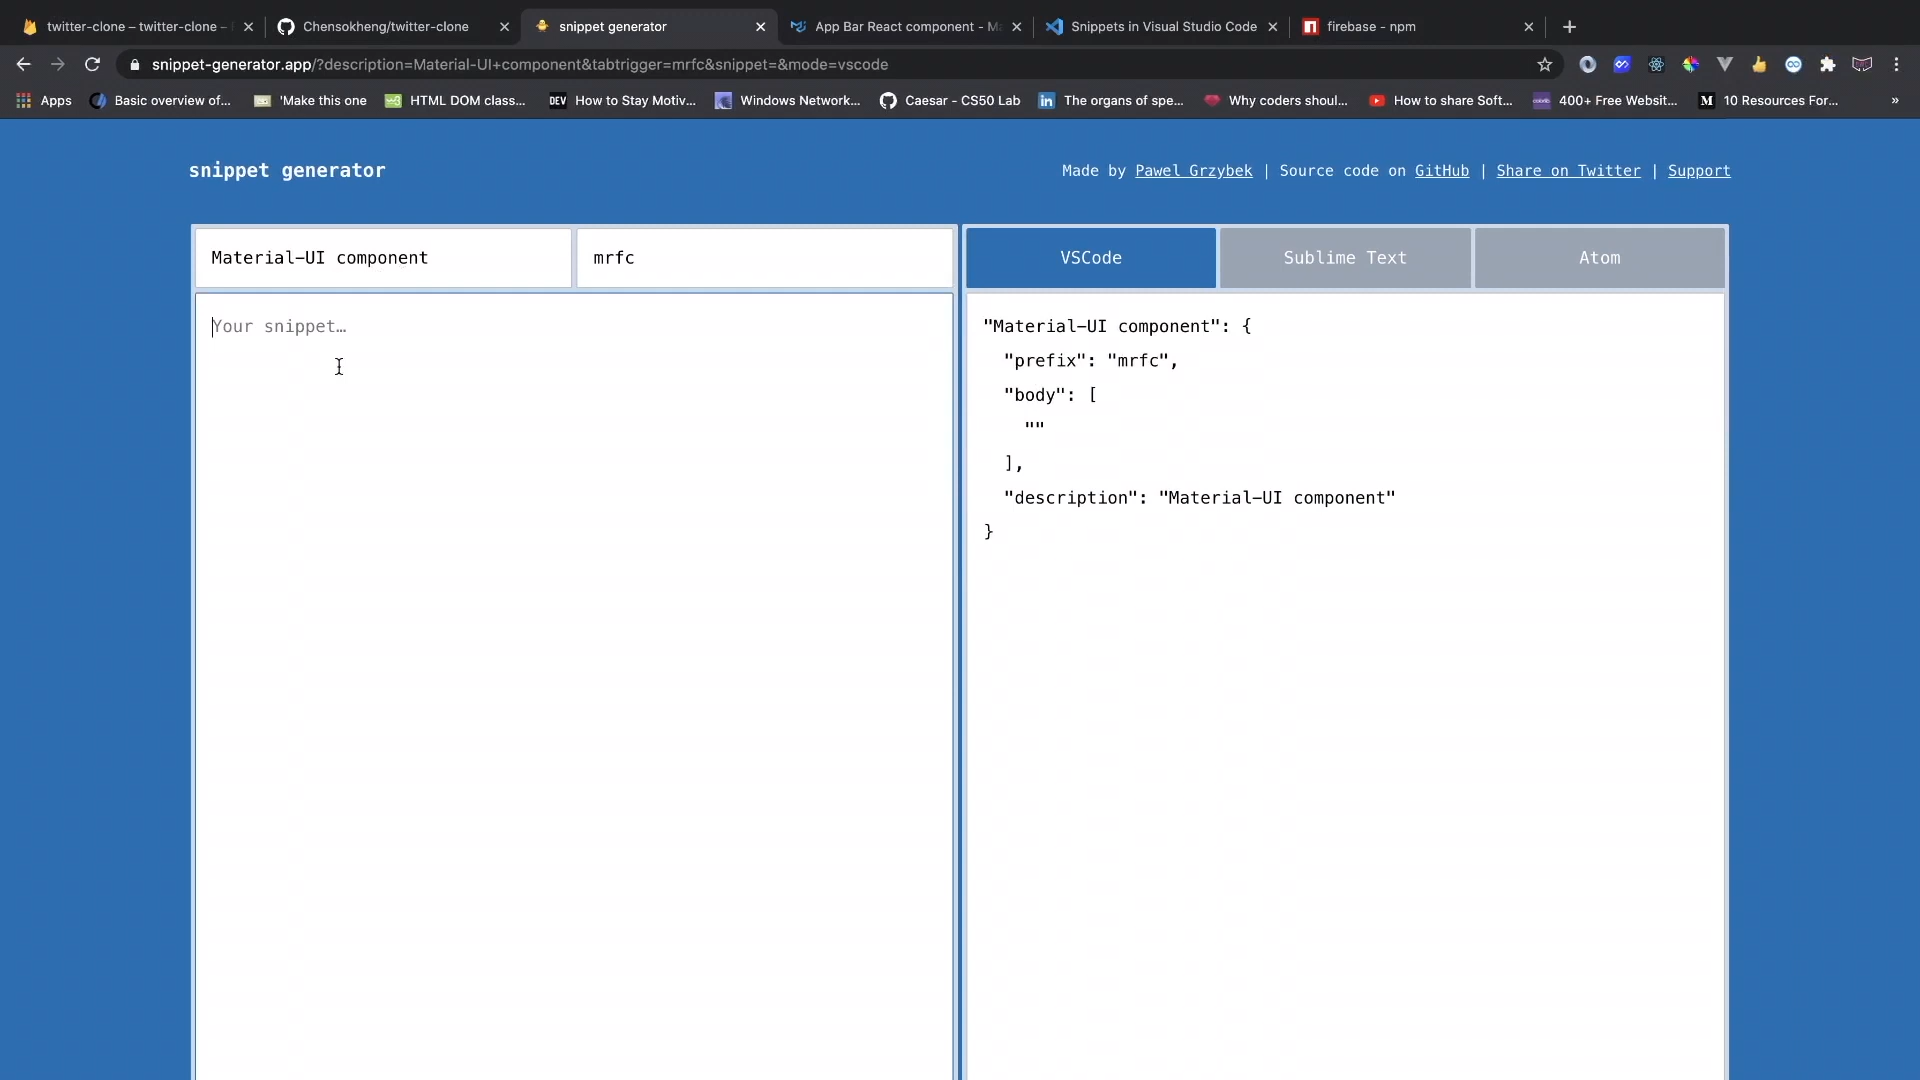 twitter-clone – twitter-clone –
Chensokheng/twitter-clone
snippet generator
App Bar React component - Ma
Snippets in Visual Studio Code
firebase - npm
snippet-generator.app/?description=Material-UI+component&tabtrigger=mrfc&snippet=&mode=vscode
Apps
Basic overview of...
'Make this one
HTML DOM class...
DEV
How to Stay Motiv...
Windows Network...
Caesar - CS50 Lab
The organs of spe...
Why coders shoul...
How to share Soft...
400+ Free Websit...
10 Resources For...
»
snippet generator
Made by Pawel Grzybek | Source code on GitHub | Share on Twitter | Support
Material-UI component
mrfc
VSCode
Sublime Text
Atom
Your snippet…
"Material-UI component": {
"prefix": "mrfc",
"body": [
""
],
"description": "Material-UI component"
}